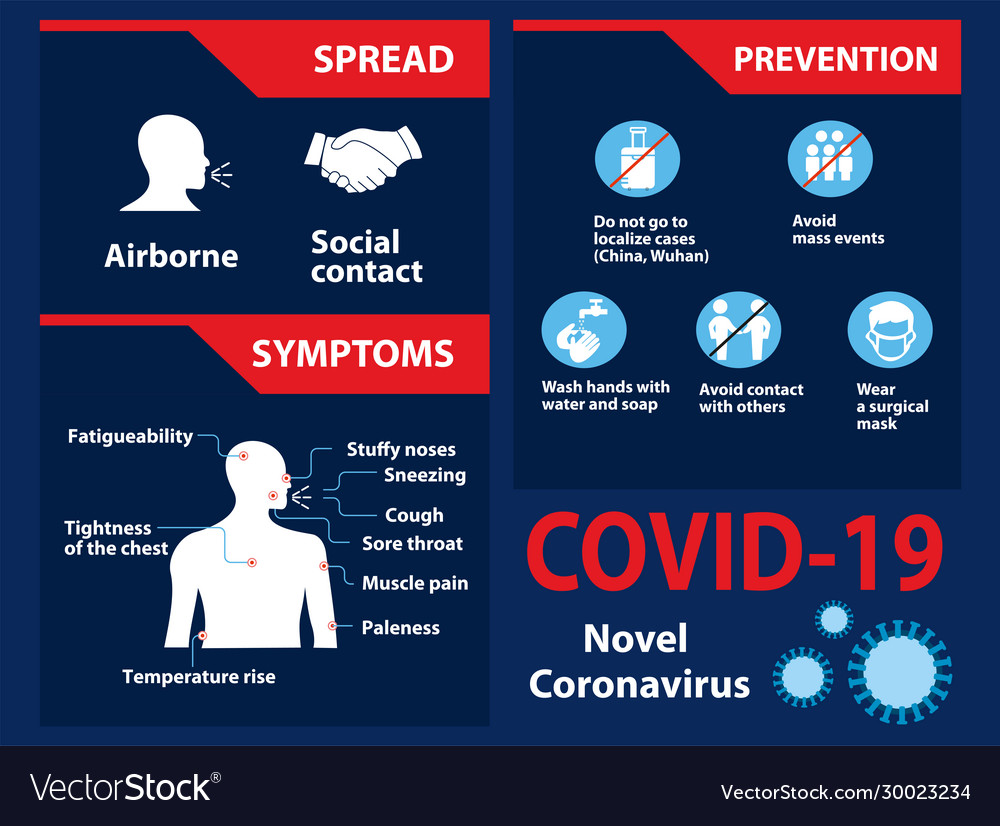 SPREAD
Airborne
Social
contact
SYMPTOMS
Fatigueability
Stuffy noses
Sneezing
Cough
Tightness
of the chest
Sore throat
Muscle pain
Paleness
Temperature rise
PREVENTION
Do not go to
localize cases
(China, Wuhan)
Avoid
mass events
Wash hands with
water and soap
Avoid contact
with others
Wear
a surgical
mask
COVID-19
Novel
Coronavirus
VectorStock®
VectorStock.com/30023234